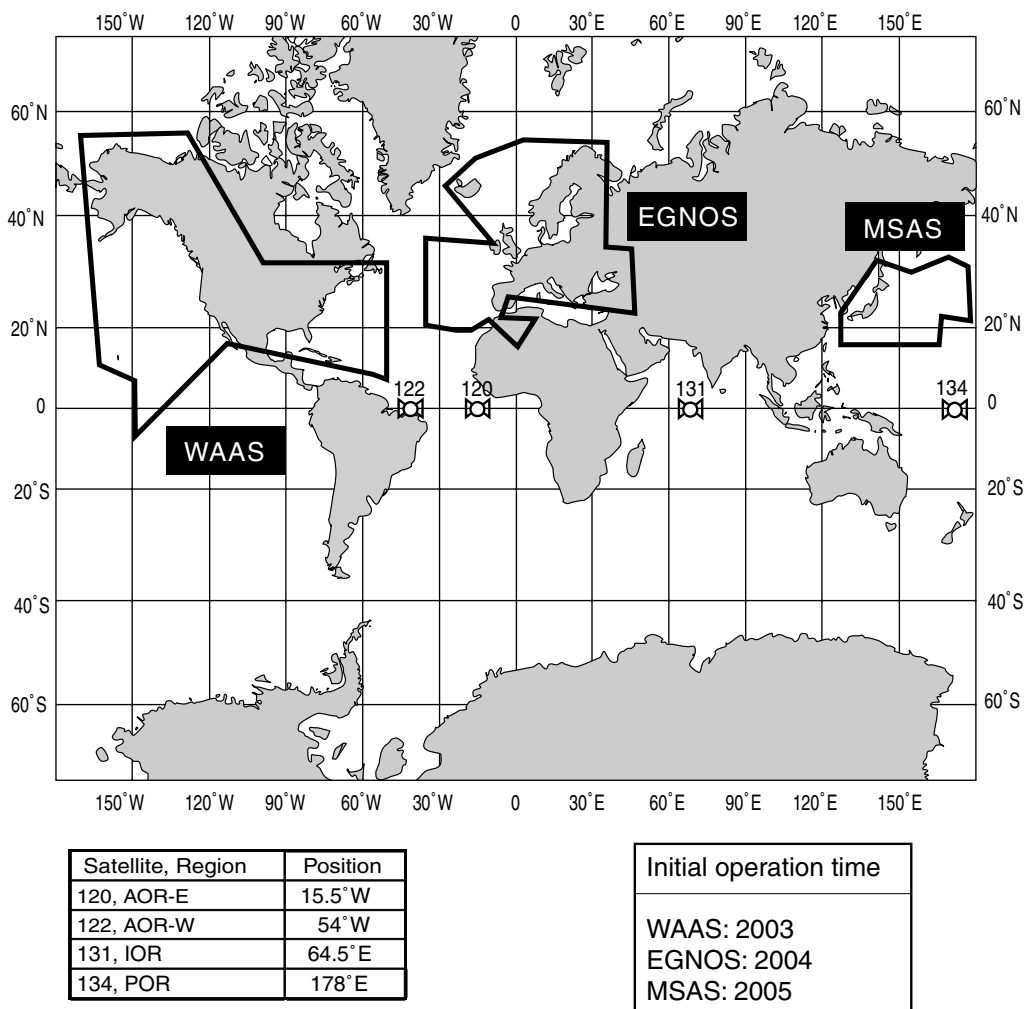 150˚W 120˚W 90˚W 60˚W 30˚W 0 30˚E 60˚E 90˚E 120˚E 150˚E
60˚N 60˚N
EGNOS
MSAS
40˚N 40˚N
20˚N 20˚N
122 120 131 134
0 0
WAAS
20˚S 20˚S
40˚S 40˚S
60˚S 60˚S
150˚W 120˚W 90˚W 60˚W 30˚W 0 30˚E 60˚E 90˚E 120˚E 150˚E
Satellite, Region Position
120, AOR-E 15.5˚W
122, AOR-W 54˚W
131, IOR 64.5˚E
134, POR 178˚E
Initial operation time
WAAS: 2003
EGNOS: 2004
MSAS: 2005